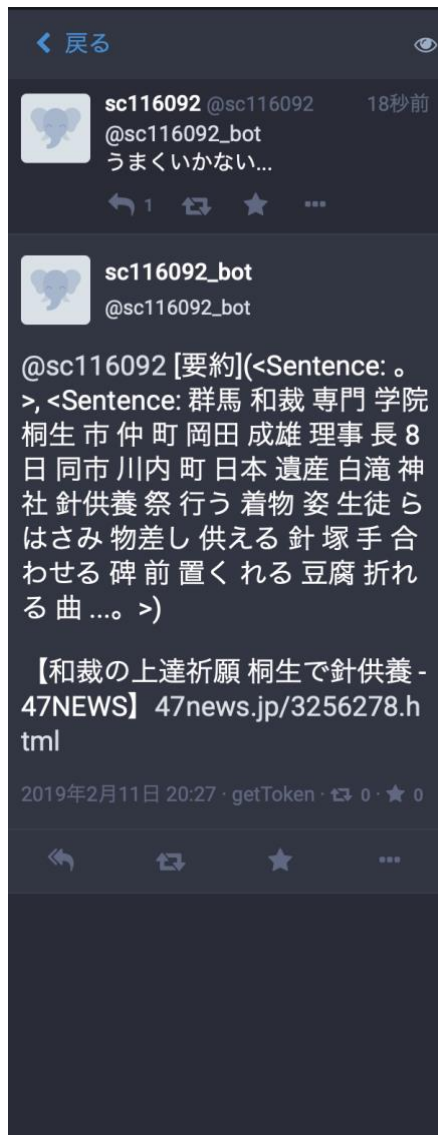 戻る
sc116092 @sc116092 18秒前
@sc116092_bot
うまくいかない...
1
sc116092_bot
@sc116092_bot
@sc116092 [要約](<Sentence: 。
>, <Sentence: 群馬 和裁 専門 学院
桐生 市 仲 町 岡田 成雄 理事 長 8
日 同市 川内 町 日本 遺産 白滝 神
社 針供養 祭 行う 着物 姿 生徒 ら
はさみ 物差し 供える 針 塚 手 合
わせる 碑 前 置く れる 豆腐 折れ
る 曲 ...。>)
【和裁の上達祈願 桐生で針供養 -
47NEWS】 47news.jp/3256278.h
tml
2019年2月11日 20:27 · getToken · 0 · 0